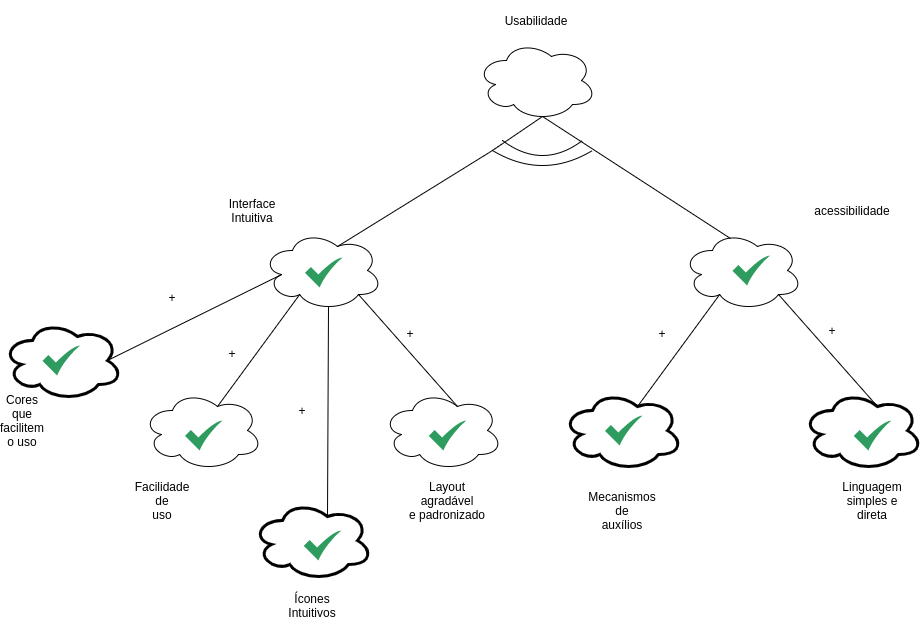 Usabilidade
Interface
Intuitiva
acessibilidade
+
+
+
+
+
+
Cores
que
facilitem
o uso
Facilidade
de
uso
Layout
agradável
e padronizado
Mecanismos
de
auxílios
Linguagem
simples e
direta
Ícones
Intuitivos